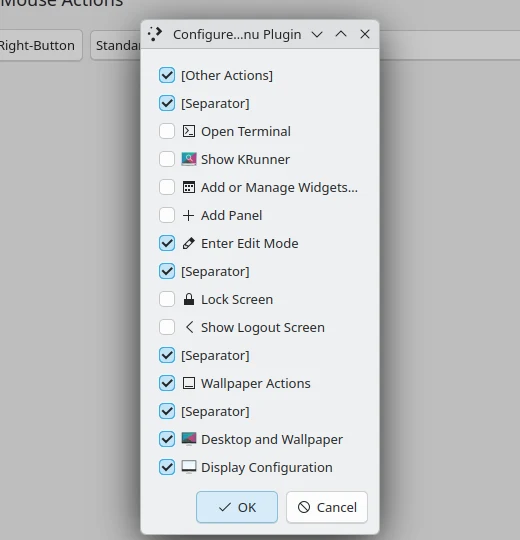 Mouse Actions
Right-Button
Standa
Configure...nu Plugin
[Other Actions]
[Separator]
Open Terminal
Show KRunner
Add or Manage Widgets...
Add Panel
Enter Edit Mode
[Separator]
Lock Screen
Show Logout Screen
[Separator]
Wallpaper Actions
[Separator]
Desktop and Wallpaper
Display Configuration
OK
Cancel